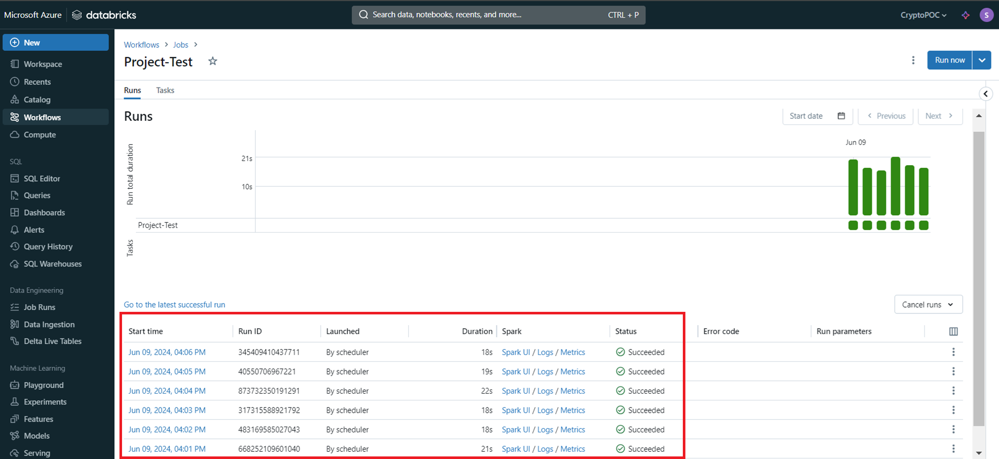 Microsoft Azure databricks Search data, notebooks, recents, and more... CTRL + P CryptoPOC S
New
Workspace
Recents
Catalog
Workflows
Compute
SQL
SQL Editor
Queries
Dashboards
Alerts
Query History
SQL Warehouses
Data Engineering
Job Runs
Data Ingestion
Delta Live Tables
Machine Learning
Playground
Experiments
Features
Models
Serving
Workflows > Jobs >
Project-Test
Run now
Runs Tasks
Runs
Start date Previous Next
Jun 09
Run total duration
21s
10s
Project-Test
Tasks
Go to the latest successful run Cancel runs
Start time Run ID Launched Duration Spark Status Error code Run parameters
Jun 09, 2024, 04:06 PM 345409410437711 By scheduler 18s Spark UI / Logs / Metrics Succeeded
Jun 09, 2024, 04:05 PM 40550706967221 By scheduler 19s Spark UI / Logs / Metrics Succeeded
Jun 09, 2024, 04:04 PM 873732350191291 By scheduler 22s Spark UI / Logs / Metrics Succeeded
Jun 09, 2024, 04:03 PM 317315588921792 By scheduler 18s Spark UI / Logs / Metrics Succeeded
Jun 09, 2024, 04:02 PM 483169585027043 By scheduler 18s Spark UI / Logs / Metrics Succeeded
Jun 09, 2024, 04:01 PM 668252109601040 By scheduler 21s Spark UI / Logs / Metrics Succeeded